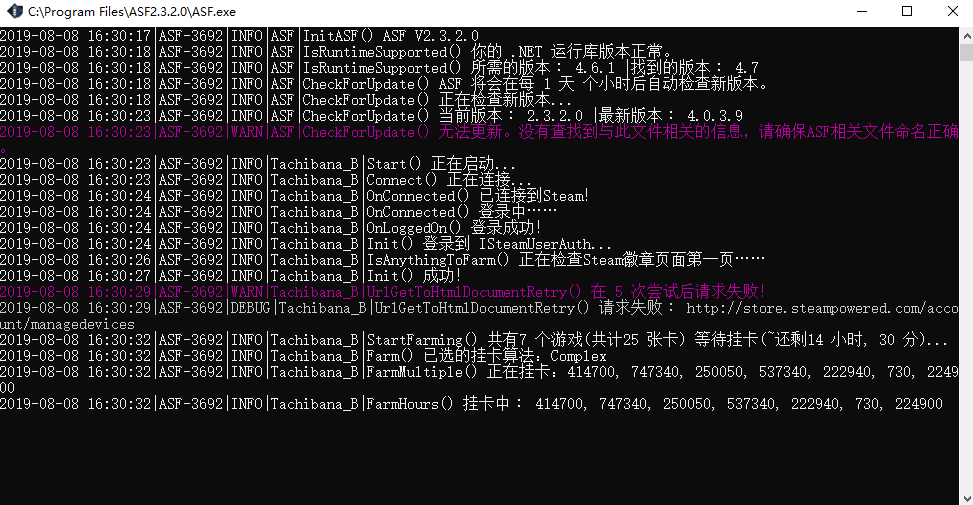 C:\Program Files\ASF2.3.2.0\ASF.exe
2019-08-08 16:30:17|ASF-3692|INFO|ASF|InitASF() ASF V2.3.2.0
2019-08-08 16:30:18|ASF-3692|INFO|ASF|IsRuntimeSupported() 你的 .NET 运行库版本正常。
2019-08-08 16:30:18|ASF-3692|INFO|ASF|IsRuntimeSupported() 所需的版本： 4.6.1 |找到的版本： 4.7
2019-08-08 16:30:18|ASF-3692|INFO|ASF|CheckForUpdate() ASF 将会在每 1 天 个小时后自动检查新版本。
2019-08-08 16:30:18|ASF-3692|INFO|ASF|CheckForUpdate() 正在检查新版本...
2019-08-08 16:30:23|ASF-3692|INFO|ASF|CheckForUpdate() 当前版本： 2.3.2.0 |最新版本： 4.0.3.9
2019-08-08 16:30:23|ASF-3692|WARN|ASF|CheckForUpdate() 无法更新。没有查找到与此文件相关的信息，请确保ASF相关文件命名正确
。
2019-08-08 16:30:23|ASF-3692|INFO|Tachibana_B|Start() 正在启动...
2019-08-08 16:30:23|ASF-3692|INFO|Tachibana_B|Connect() 正在连接...
2019-08-08 16:30:24|ASF-3692|INFO|Tachibana_B|OnConnected() 已连接到Steam!
2019-08-08 16:30:24|ASF-3692|INFO|Tachibana_B|OnConnected() 登录中……
2019-08-08 16:30:24|ASF-3692|INFO|Tachibana_B|OnLoggedOn() 登录成功!
2019-08-08 16:30:24|ASF-3692|INFO|Tachibana_B|Init() 登录到 ISteamUserAuth...
2019-08-08 16:30:26|ASF-3692|INFO|Tachibana_B|IsAnythingToFarm() 正在检查Steam徽章页面第一页……
2019-08-08 16:30:27|ASF-3692|INFO|Tachibana_B|Init() 成功!
2019-08-08 16:30:29|ASF-3692|WARN|Tachibana_B|UrlGetToHtmlDocumentRetry() 在 5 次尝试后请求失败!
2019-08-08 16:30:29|ASF-3692|DEBUG|Tachibana_B|UrlGetToHtmlDocumentRetry() 请求失败： http://store.steampowered.com/acco
unt/managedevices
2019-08-08 16:30:32|ASF-3692|INFO|Tachibana_B|StartFarming() 共有7 个游戏(共计25 张卡) 等待挂卡(~还剩14 小时, 30 分)...
2019-08-08 16:30:32|ASF-3692|INFO|Tachibana_B|Farm() 已选的挂卡算法：Complex
2019-08-08 16:30:32|ASF-3692|INFO|Tachibana_B|FarmMultiple() 正在挂卡：414700, 747340, 250050, 537340, 222940, 730, 2249
00
2019-08-08 16:30:32|ASF-3692|INFO|Tachibana_B|FarmHours() 挂卡中： 414700, 747340, 250050, 537340, 222940, 730, 224900